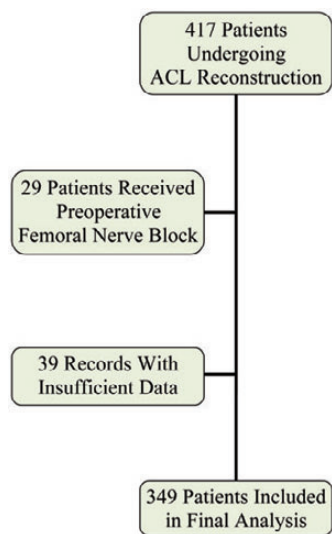 417 Patients
Undergoing
ACL Reconstruction
29 Patients Received
Preoperative
Femoral Nerve Block
39 Records With
Insufficient Data
349 Patients Included
in Final Analysis